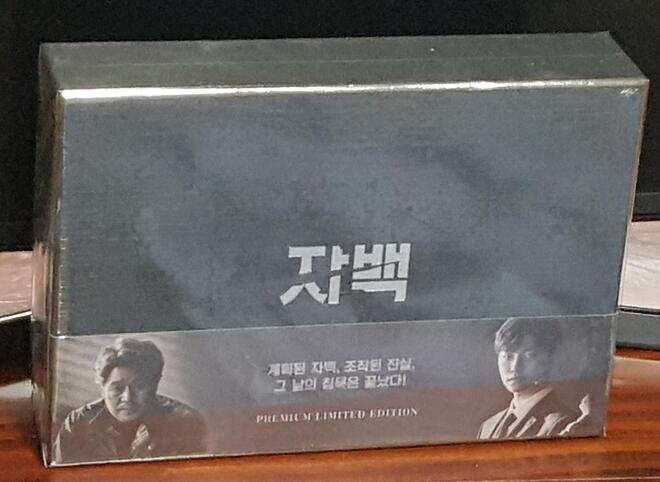 자백
계획된 자백, 조작된 진실,
그 날의 침묵은 끝났다!
PREMIUM LIMITED EDITION